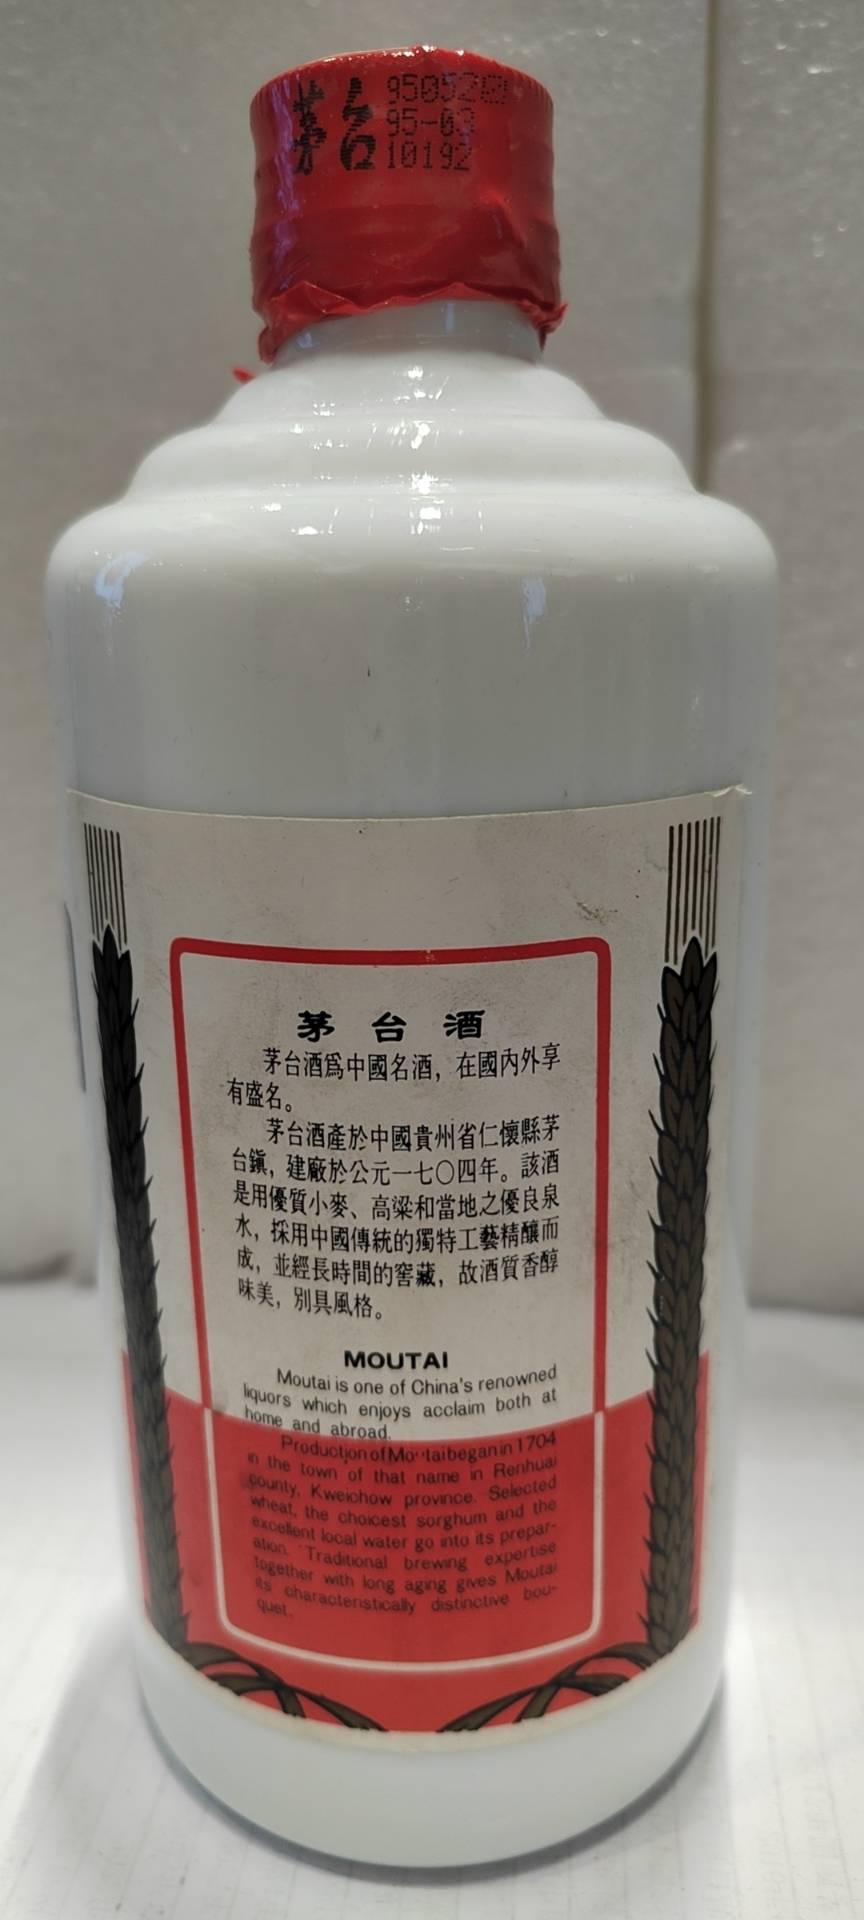 茅台
95052
95-03
10192
茅台酒
茅台酒爲中國名酒，在國内外享
有盛名。
茅台酒產於中國貴州省仁懷縣茅
台鎮，建廠於公元一七〇四年。該酒
是用優質小麥、高粱和當地之優良泉
水，採用中國傳統的獨特工藝精釀而
成，並經長時間的窖藏，故酒質香醇
味美，別具風格。
MOUTAI
Moutai is one of China's renowned
liquors which enjoys acclaim both at
home and abroad.
Production of Moutai began in 1704
in the town of that name in Renhuai
county, Kweichow province. Selected
wheat, the choicest sorghum and the
excellent local water go into its prepar-
ation. Traditional brewing expertise
together with long aging gives Moutai
its characteristically distinctive bou-
quet.